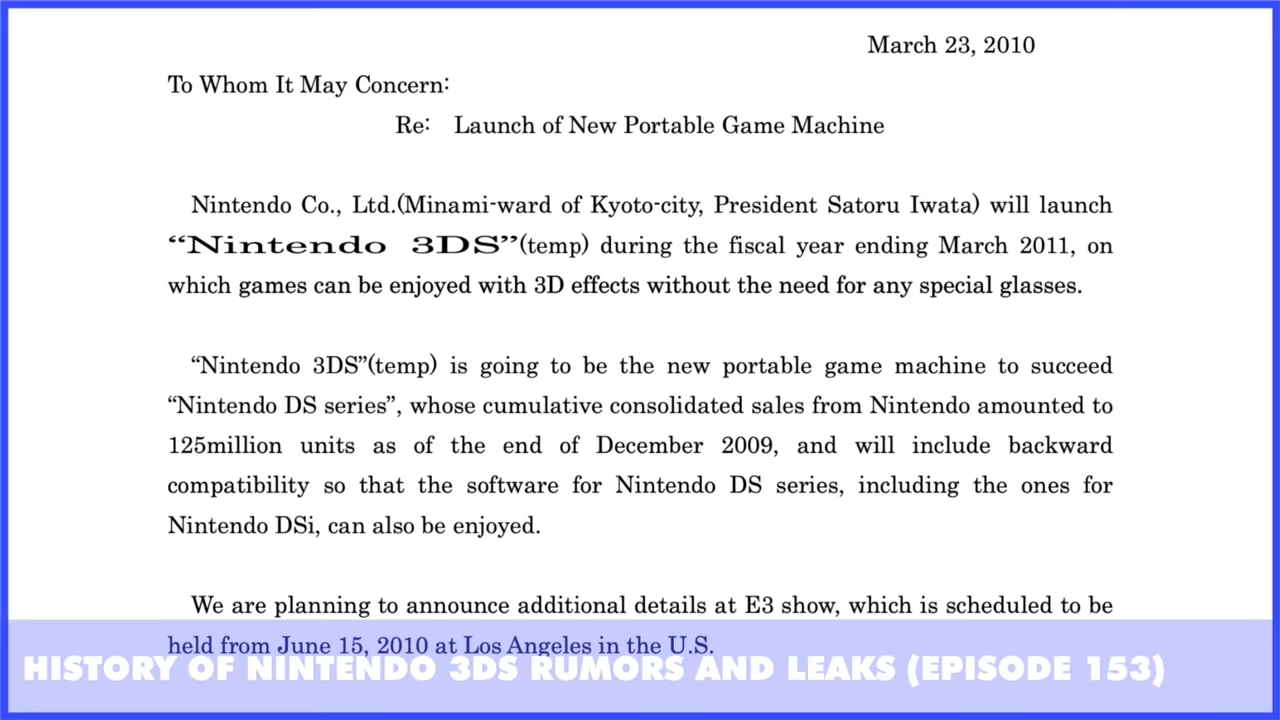 March 23, 2010
To Whom It May Concern:
Re: Launch of New Portable Game Machine
Nintendo Co., Ltd.(Minami-ward of Kyoto-city, President Satoru Iwata) will launch
“Nintendo 3DS”(temp) during the fiscal year ending March 2011, on
which games can be enjoyed with 3D effects without the need for any special glasses.
“Nintendo 3DS”(temp) is going to be the new portable game machine to succeed
“Nintendo DS series”, whose cumulative consolidated sales from Nintendo amounted to
125million units as of the end of December 2009, and will include backward
compatibility so that the software for Nintendo DS series, including the ones for
Nintendo DSi, can also be enjoyed.
We are planning to announce additional details at E3 show, which is scheduled to be
held from June 15, 2010 at Los Angeles in the U.S.
HISTORY OF NINTENDO 3DS RUMORS AND LEAKS (EPISODE 153)